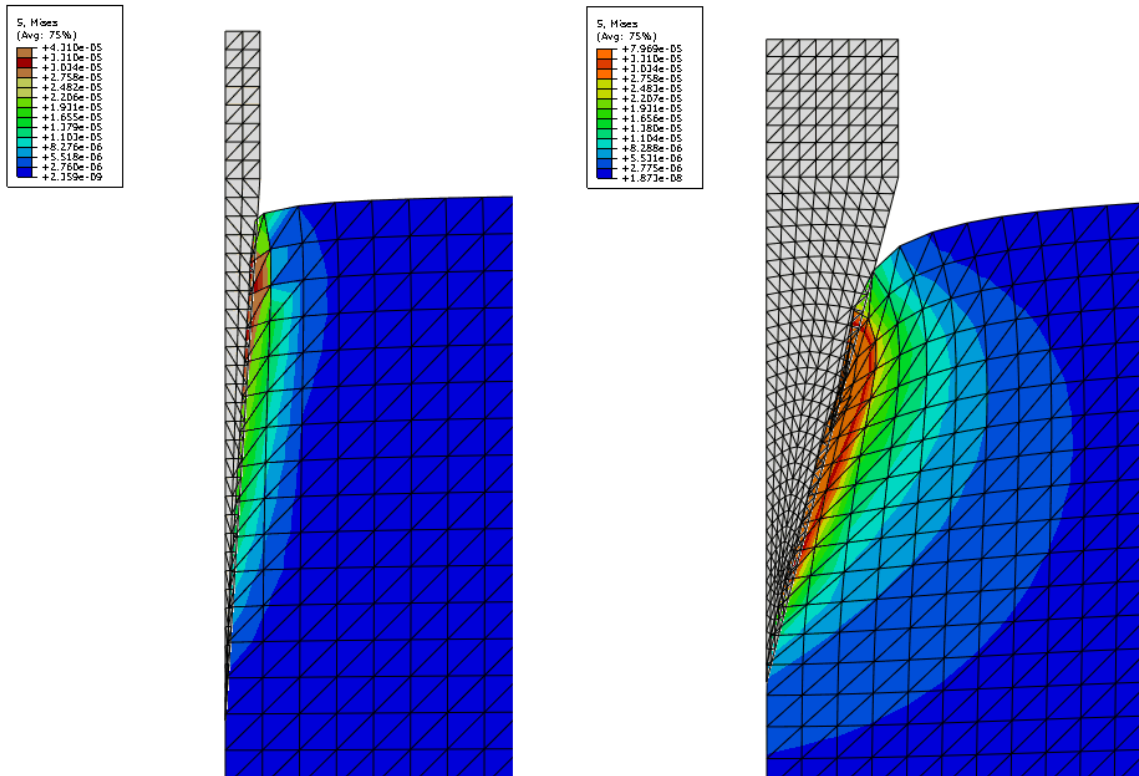 S, Mises
(Avg: 75%)
+4.310e-05
+3.310e-05
+3.034e-05
+2.758e-05
+2.482e-05
+2.206e-05
+1.931e-05
+1.655e-05
+1.379e-05
+1.103e-05
+8.276e-06
+5.518e-06
+2.760e-06
+2.359e-09
S, Mises
(Avg: 75%)
+7.969e-05
+3.310e-05
+3.034e-05
+2.758e-05
+2.483e-05
+2.207e-05
+1.931e-05
+1.656e-05
+1.380e-05
+1.104e-05
+8.288e-06
+5.531e-06
+2.775e-06
+1.873e-08